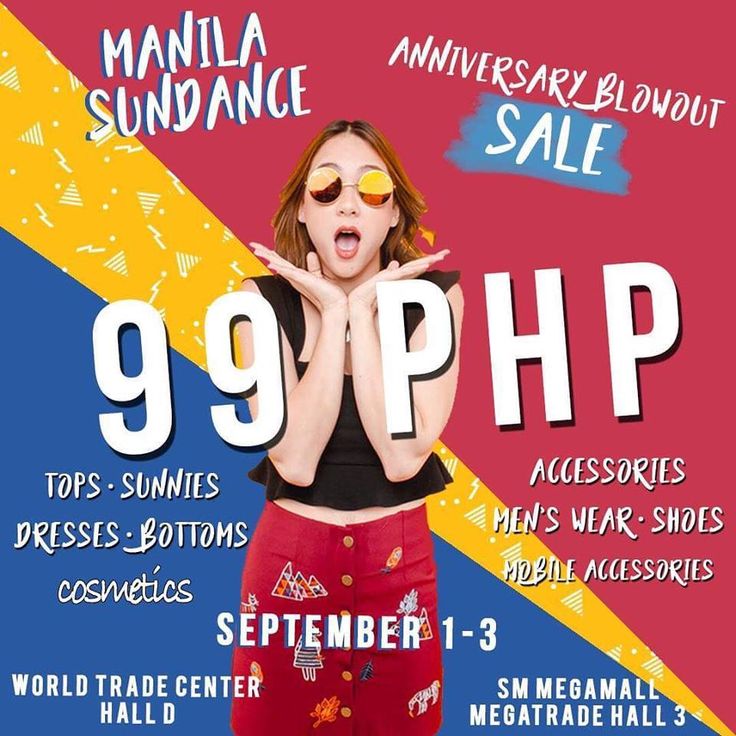 MANILA
SUNDANCE
ANNIVERSARY BLOWOUT
SALE
99 PHP
TOPS · SUNNIES
DRESSES · BOTTOMS
cosmetics
ACCESSORIES
MEN'S WEAR · SHOES
MOBILE ACCESSORIES
SEPTEMBER 1-3
WORLD TRADE CENTER
HALL D
SM MEGAMALL
MEGATRADE HALL 3